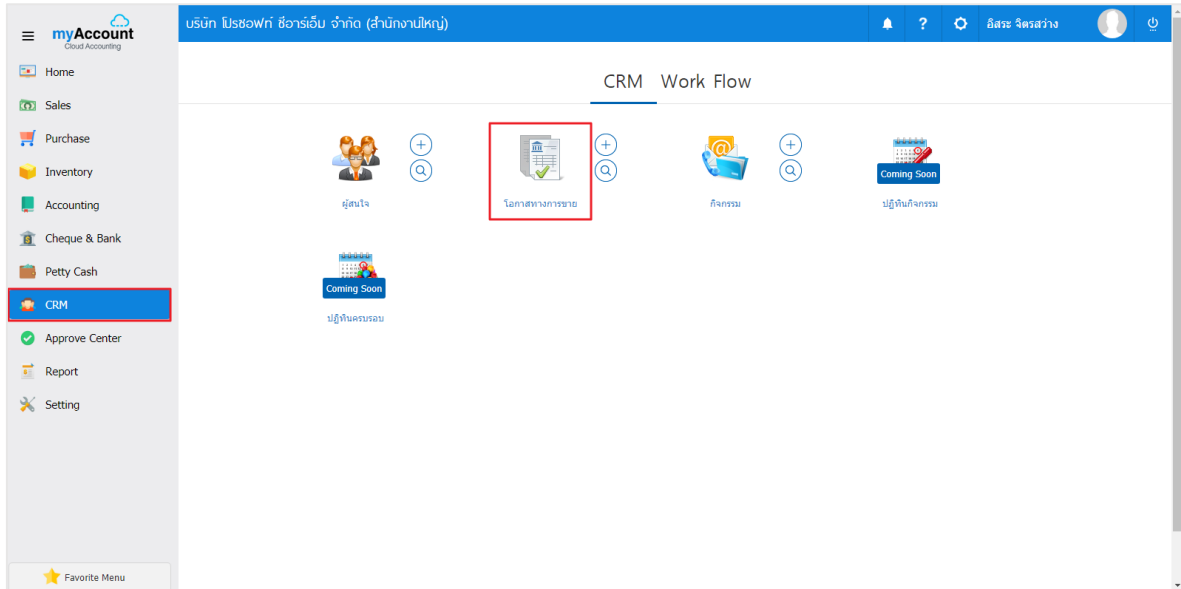 myAccount
Cloud Accounting
บริษัท โปรซอฟท์ ซีอาร์เอ็ม จำกัด (สำนักงานใหญ่)
?
อิสระ จิตรสว่าง
Home
Sales
Purchase
Inventory
Accounting
Cheque & Bank
Petty Cash
CRM
Approve Center
Report
Setting
Favorite Menu
CRM Work Flow
Coming Soon
ผู้สนใจ
โอกาสทางการขาย
กิจกรรม
ปฏิทินกิจกรรม
Coming Soon
ปฏิทินครบรอบ